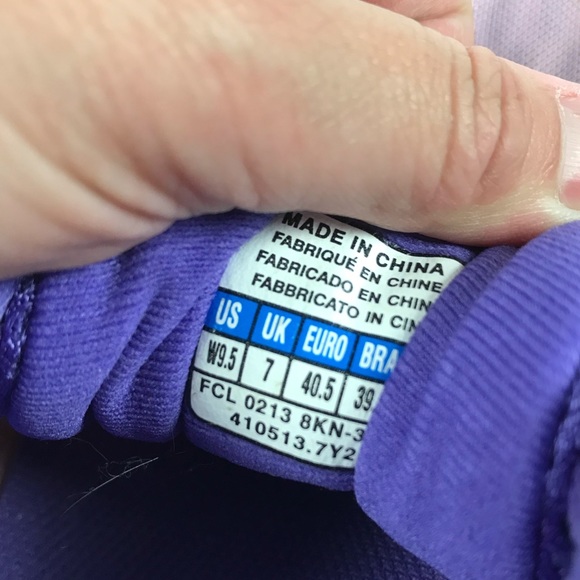 MADE IN CHINA
FABRIQUÉ EN CHINE
FABRICADO EN CHIN
FABBRICATO IN CIN
US UK EURO BRA
W9.5 7 40.5 39
FCL 0213 8KN-3
410513.7Y2